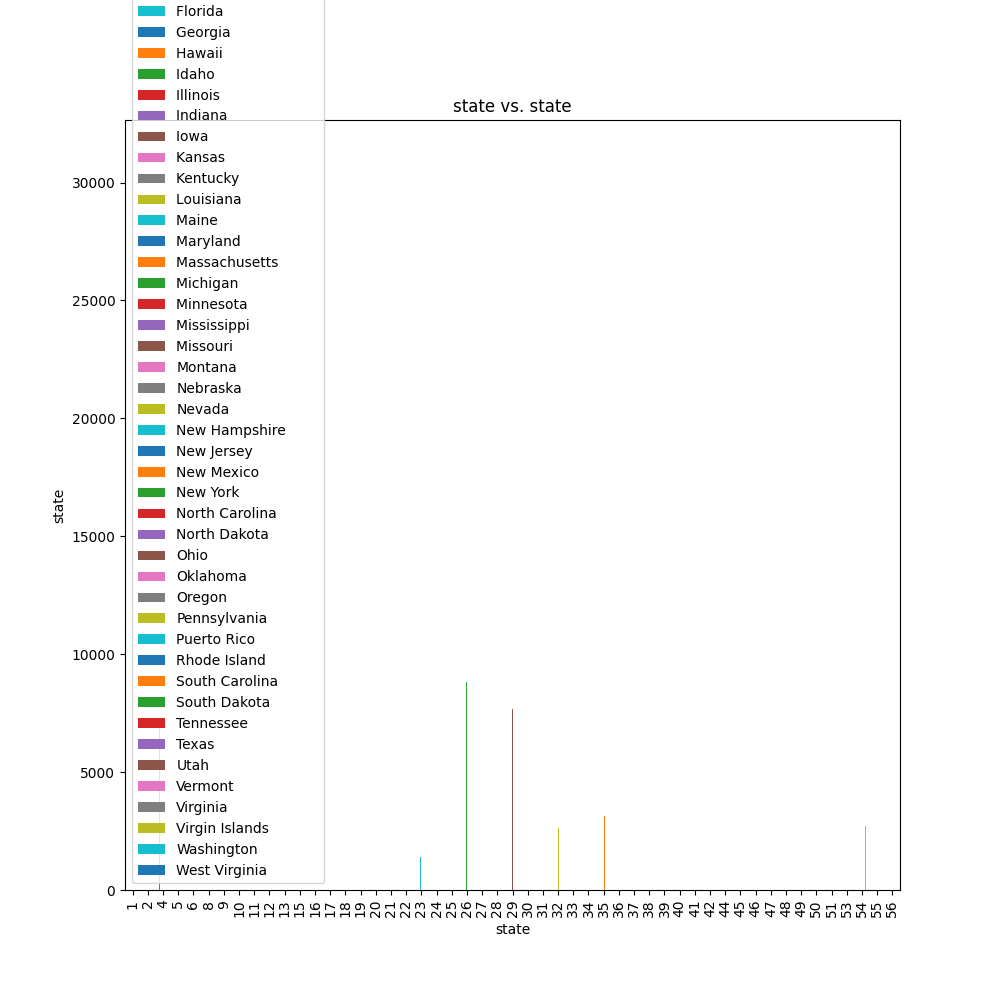 Florida
Georgia
Hawaii
Idaho
Illinois
Indiana
Iowa
Kansas
Kentucky
Louisiana
Maine
Maryland
Massachusetts
Michigan
Minnesota
Mississippi
Missouri
Montana
Nebraska
Nevada
New Hampshire
New Jersey
New Mexico
New York
North Carolina
North Dakota
Ohio
Oklahoma
Oregon
Pennsylvania
Puerto Rico
Rhode Island
South Carolina
South Dakota
Tennessee
Texas
Utah
Vermont
Virginia
Virgin Islands
Washington
West Virginia
state vs. state
30000
25000
20000
15000
10000
5000
0
state
1
2
4
5
6
8
9
10
11
12
13
15
16
17
18
19
20
21
22
23
24
25
26
27
28
29
30
31
32
33
34
35
36
37
38
39
40
41
42
44
45
46
47
48
49
50
51
53
54
55
56
state